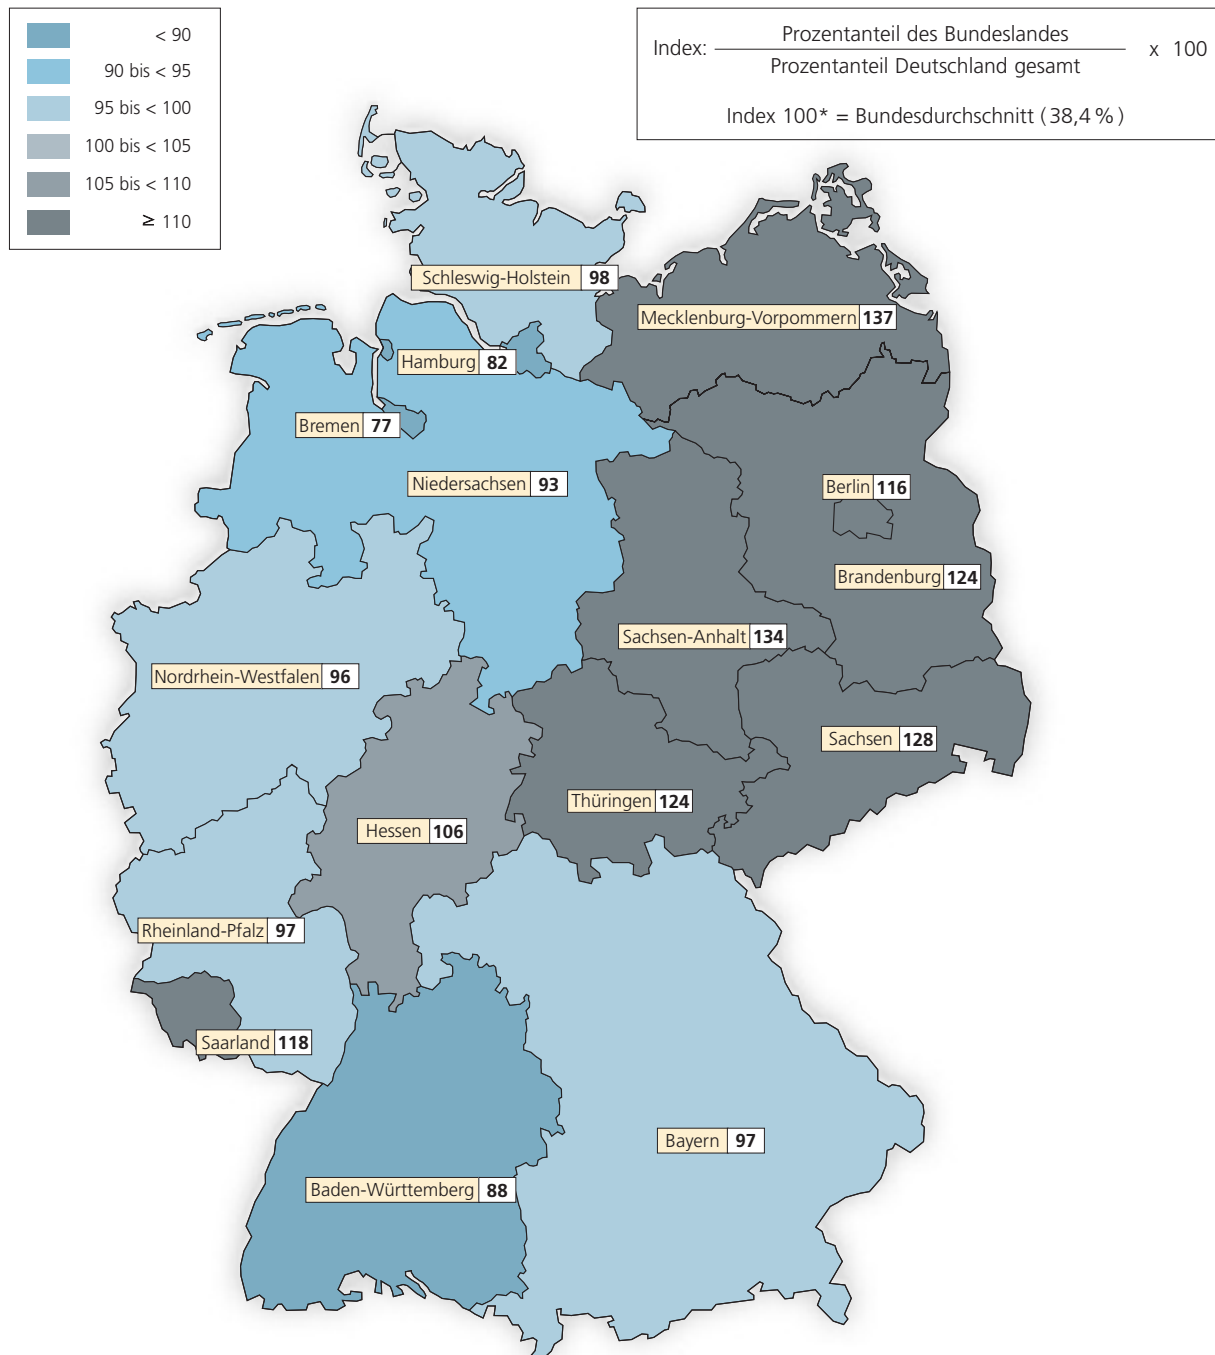 < 90
90 bis < 95
95 bis < 100
100 bis < 105
105 bis < 110
≥ 110
Prozentanteil des Bundeslandes
Index: x 100
Prozentanteil Deutschland gesamt
Index 100* = Bundesdurchschnitt (38,4 %)
Schleswig-Holstein 98
Mecklenburg-Vorpommern 137
Hamburg 82
Bremen 77
Niedersachsen 93
Berlin 116
Brandenburg 124
Sachsen-Anhalt 134
Nordrhein-Westfalen 96
Sachsen 128
Thüringen 124
Hessen 106
Rheinland-Pfalz 97
Saarland 118
Bayern 97
Baden-Württemberg 88